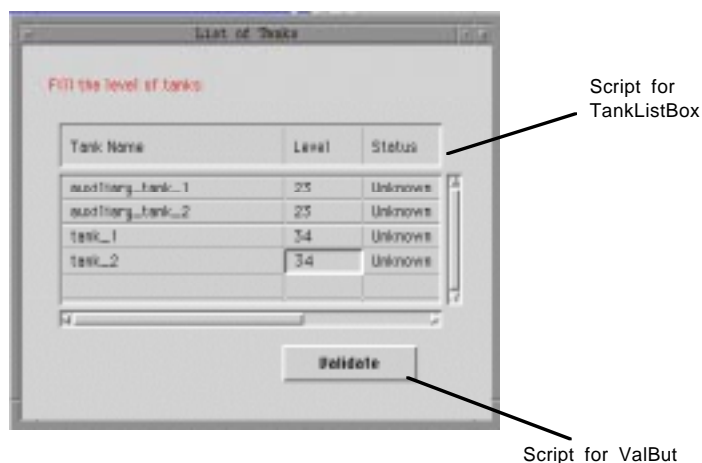 List of Tanks
Fill the level of tanks
Script for
TankListBox
Tank Name Level Status
auxiliary_tank_1 23 Unknown
auxiliary_tank_2 23 Unknown
tank_1 34 Unknown
tank_2 34 Unknown
Validate
Script for ValBut